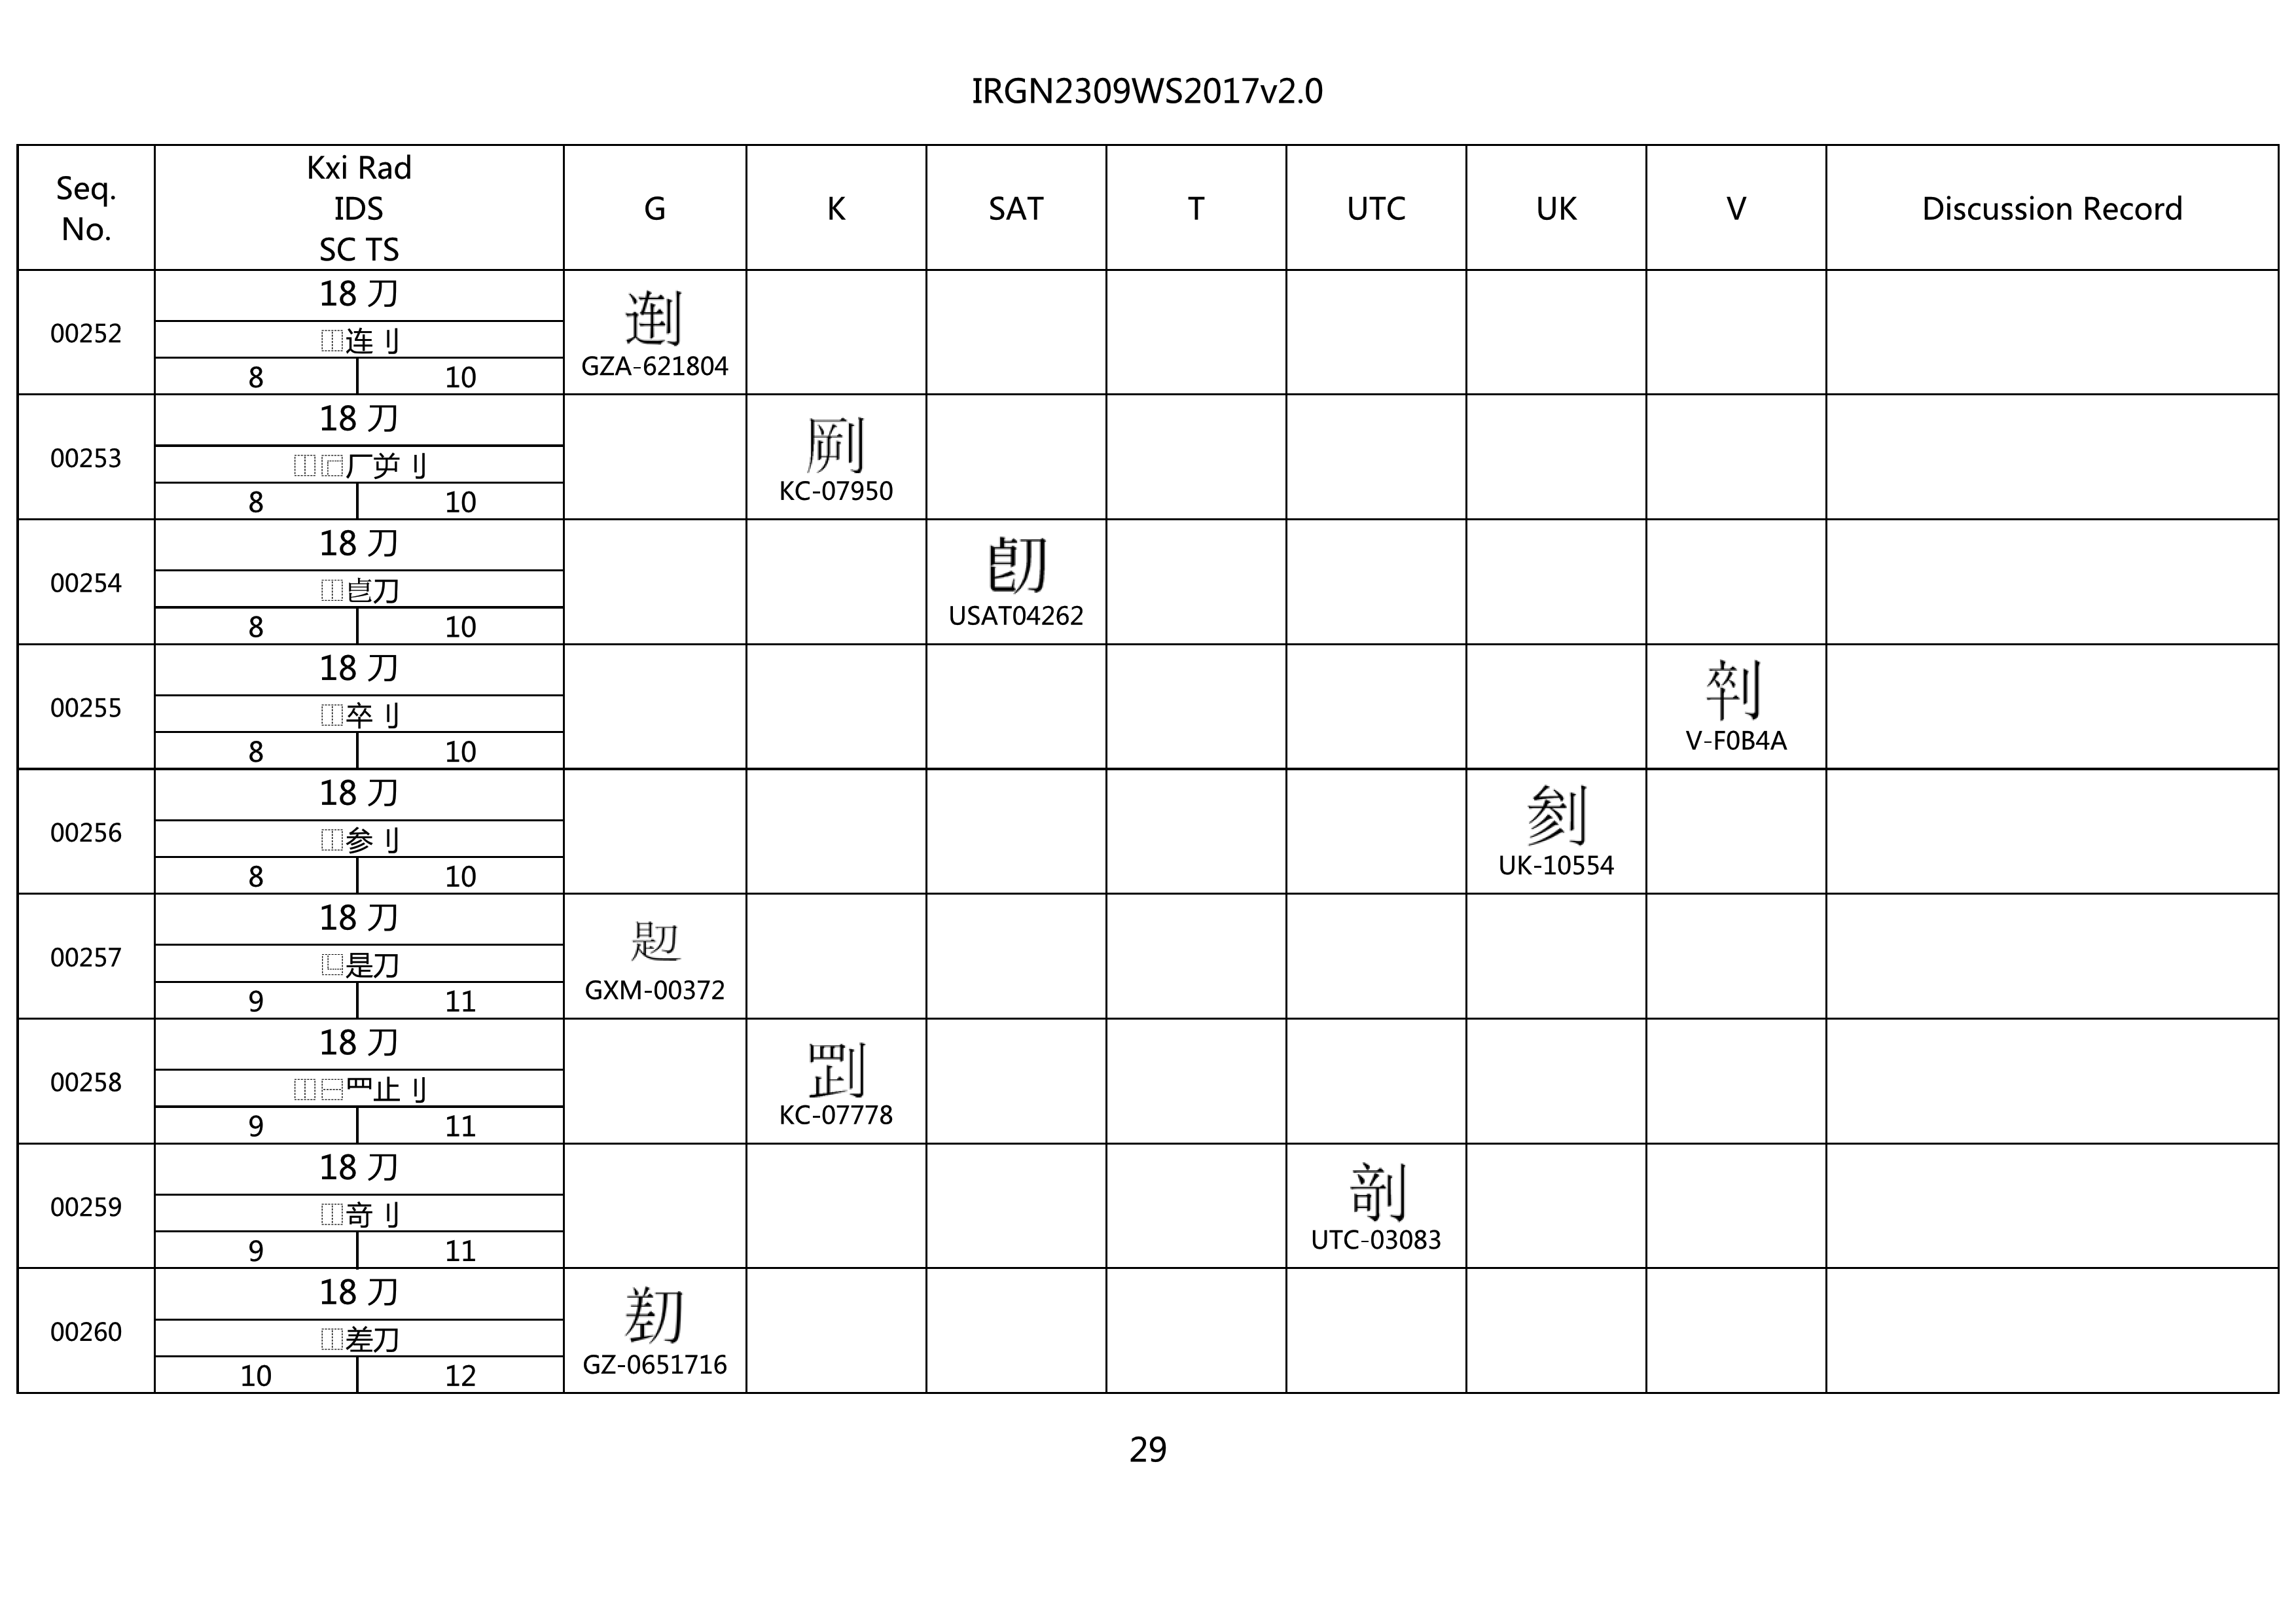 IRGN2309WS2017v2.0
Seq. No.
Kxi Rad
IDS
SC TS
G K SAT T UTC UK V Discussion Record
00252
18 刀
⿰连刂
8 10
GZA-621804
00253
18 刀
⿰⿸厂屰刂
8 10
KC-07950
00254
18 刀
⿰㫐刀
8 10
USAT04262
00255
18 刀
⿰卒刂
8 10
V-F0B4A
00256
18 刀
⿰参刂
8 10
UK-10554
00257
18 刀
⿺是刀
9 11
GXM-00372
00258
18 刀
⿰⿱罒止刂
9 11
KC-07778
00259
18 刀
⿰奇刂
9 11
UTC-03083
00260
18 刀
⿰差刀
10 12
GZ-0651716
29